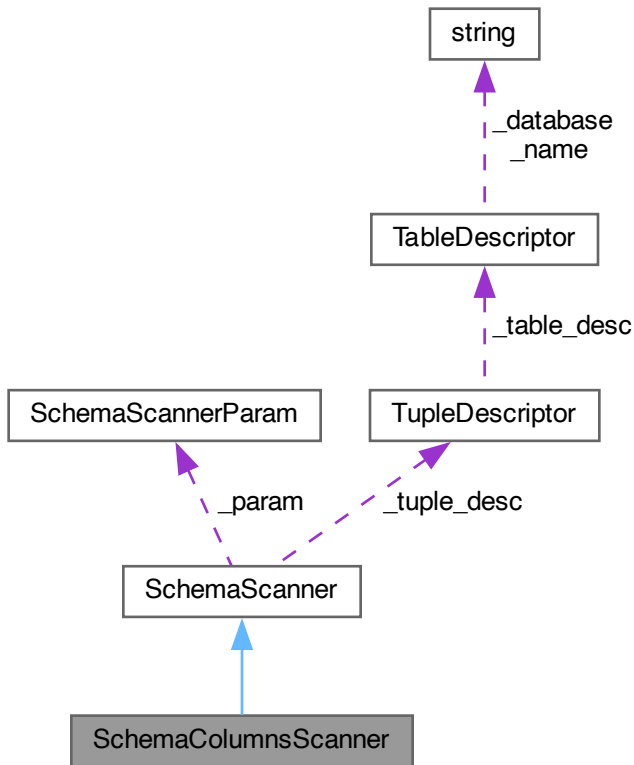 string
_database
_name
TableDescriptor
_table_desc
SchemaScannerParam
TupleDescriptor
_param
_tuple_desc
SchemaScanner
SchemaColumnsScanner